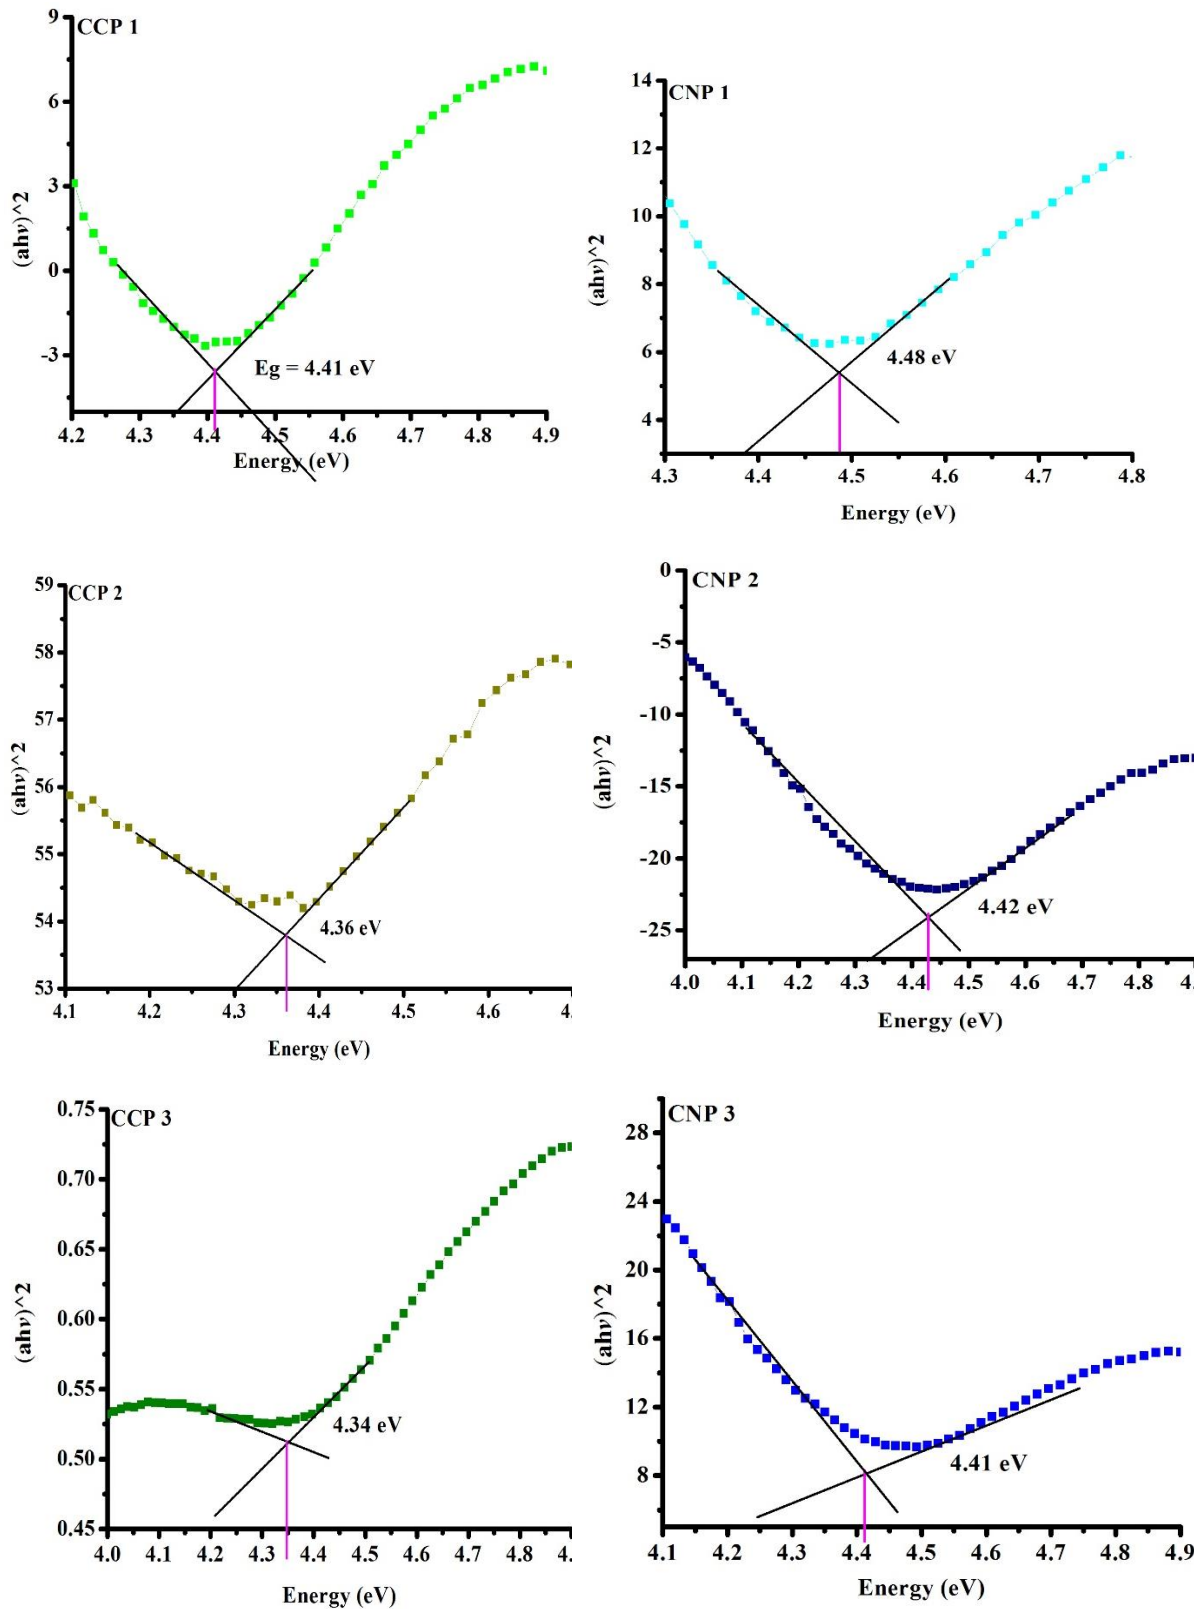 CCP 1
9
6
3
0
-3
(ahν)^2
Eg = 4.41 eV
4.2 4.3 4.4 4.5 4.6 4.7 4.8 4.9
Energy (eV)
CNP 1
14
12
10
8
6
4
(ahν)^2
4.48 eV
4.3 4.4 4.5 4.6 4.7 4.8
Energy (eV)
CCP 2
59
58
57
56
55
54
53
(ahν)^2
4.36 eV
4.1 4.2 4.3 4.4 4.5 4.6 4.
Energy (eV)
CNP 2
0
-5
-10
-15
-20
-25
(ahν)^2
4.42 eV
4.0 4.1 4.2 4.3 4.4 4.5 4.6 4.7 4.8 4.
Energy (eV)
CCP 3
0.75
0.70
0.65
0.60
0.55
0.50
0.45
(ahν)^2
4.34 eV
4.0 4.1 4.2 4.3 4.4 4.5 4.6 4.7 4.8 4.
Energy (eV)
CNP 3
28
24
20
16
12
8
(ahν)^2
4.41 eV
4.1 4.2 4.3 4.4 4.5 4.6 4.7 4.8 4.9
Energy (eV)